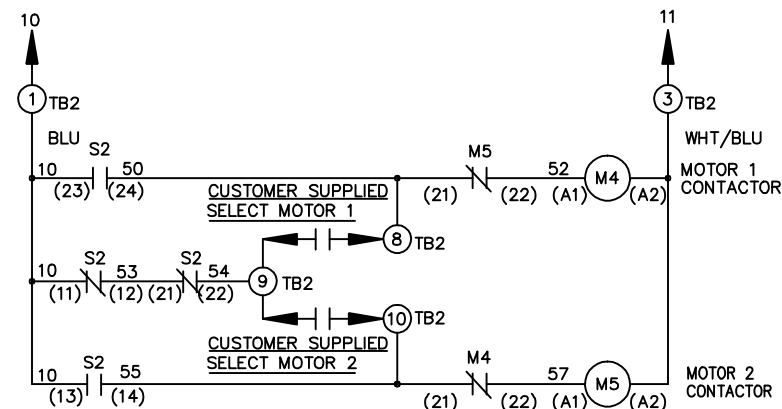 10 11
1 TB2 3 TB2
BLU WHT/BLU
S2 M5
10 50 52 M4 MOTOR 1
(23) (24) (21) (22) (A1) (A2) CONTACTOR
CUSTOMER SUPPLIED
SELECT MOTOR 1
8 TB2
S2 S2
10 53 54 9 TB2
(11) (12) (21) (22)
10 TB2
CUSTOMER SUPPLIED
SELECT MOTOR 2
S2 M4
10 55 57 M5 MOTOR 2
(13) (14) (21) (22) (A1) (A2) CONTACTOR